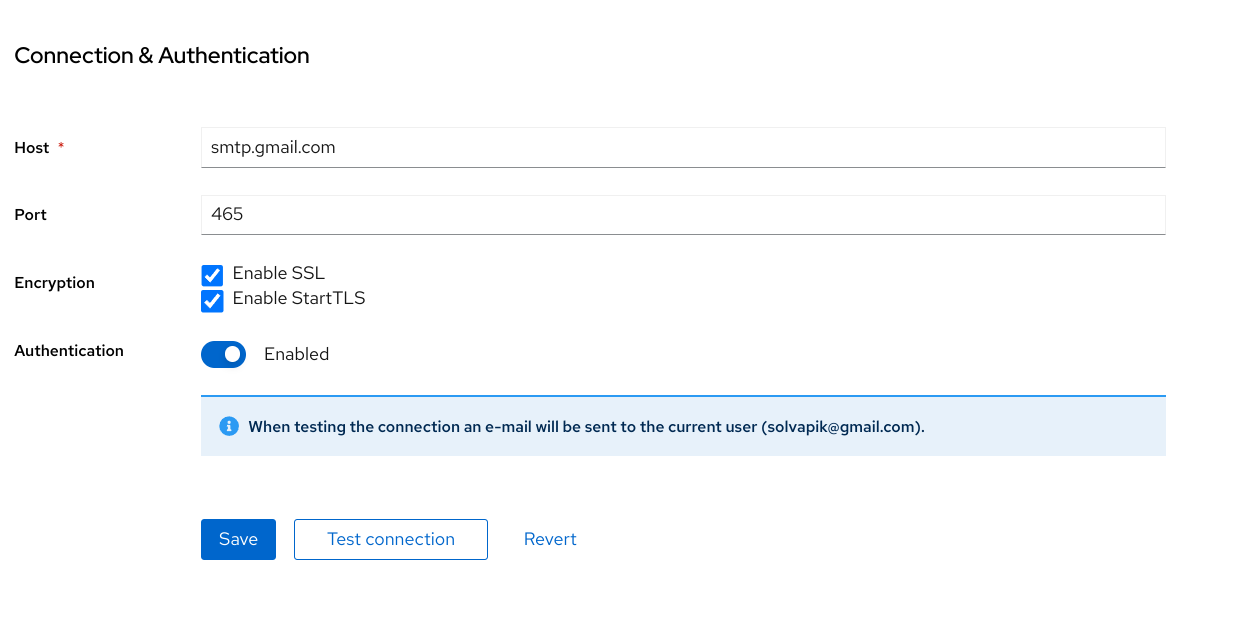 Connection & Authentication
Host *
smtp.gmail.com
Port
465
Encryption
Enable SSL
Enable StartTLS
Authentication
Enabled
When testing the connection an e-mail will be sent to the current user (solvapik@gmail.com).
Save
Test connection
Revert